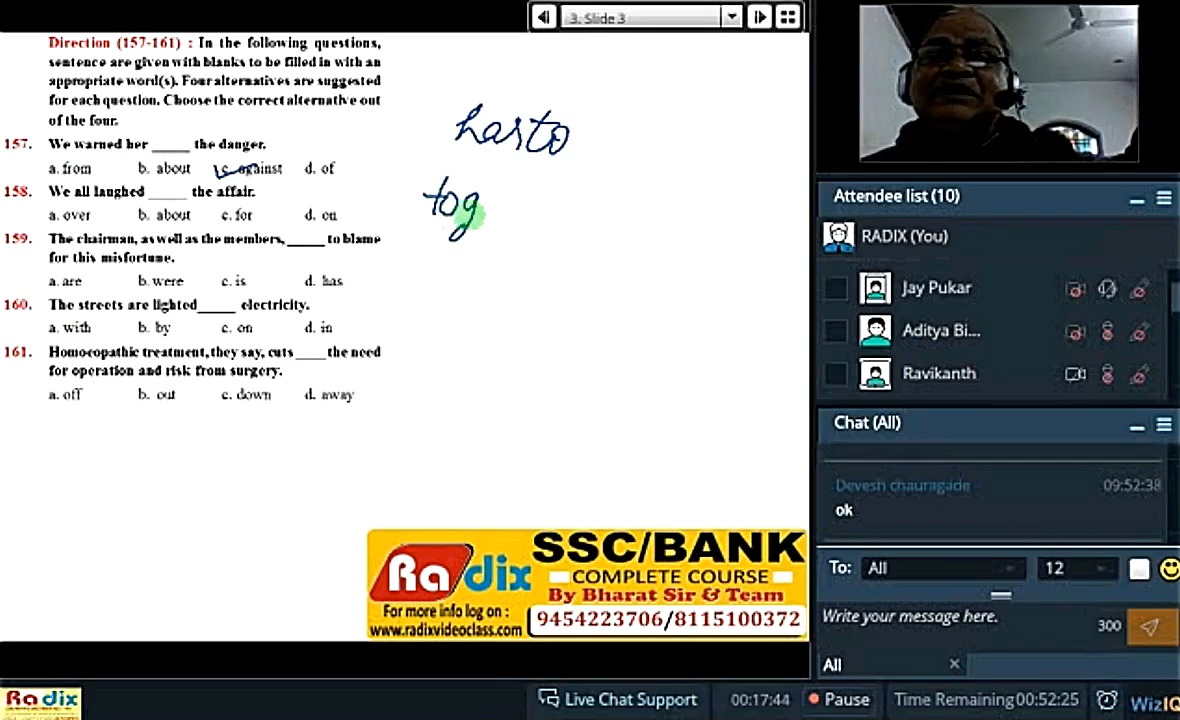 3. Slide 3
Direction (157-161) : In the following questions,
sentence are given with blanks to be filled in with an
appropriate word(s). Four alternatives are suggested
for each question. Choose the correct alternative out
of the four.
157. We warned her _____ the danger.
a. from b. about c. against d. of
158. We all laughed _____ the affair.
a. over b. about c. for d. on
159. The chairman, as well as the members, _____ to blame
for this misfortune.
a. are b. were c. is d. has
160. The streets are lighted _____ electricity.
a. with b. by c. on d. in
161. Homoeopathic treatment, they say, cuts ____ the need
for operation and risk from surgery.
a. off b. out c. down d. away
has to
tog
Radix
For more info log on :
www.radixvideoclass.com
SSC/BANK
COMPLETE COURSE
By Bharat Sir & Team
9454223706/8115100372
Attendee list (10)
RADIX (You)
Jay Pukar
Aditya Bi...
Ravikanth
Chat (All)
Devesh chauragade 09:52:38
ok
To: All 12
Write your message here. 300
All
Radix
Live Chat Support 00:17:44 Pause Time Remaining 00:52:25 WizIQ